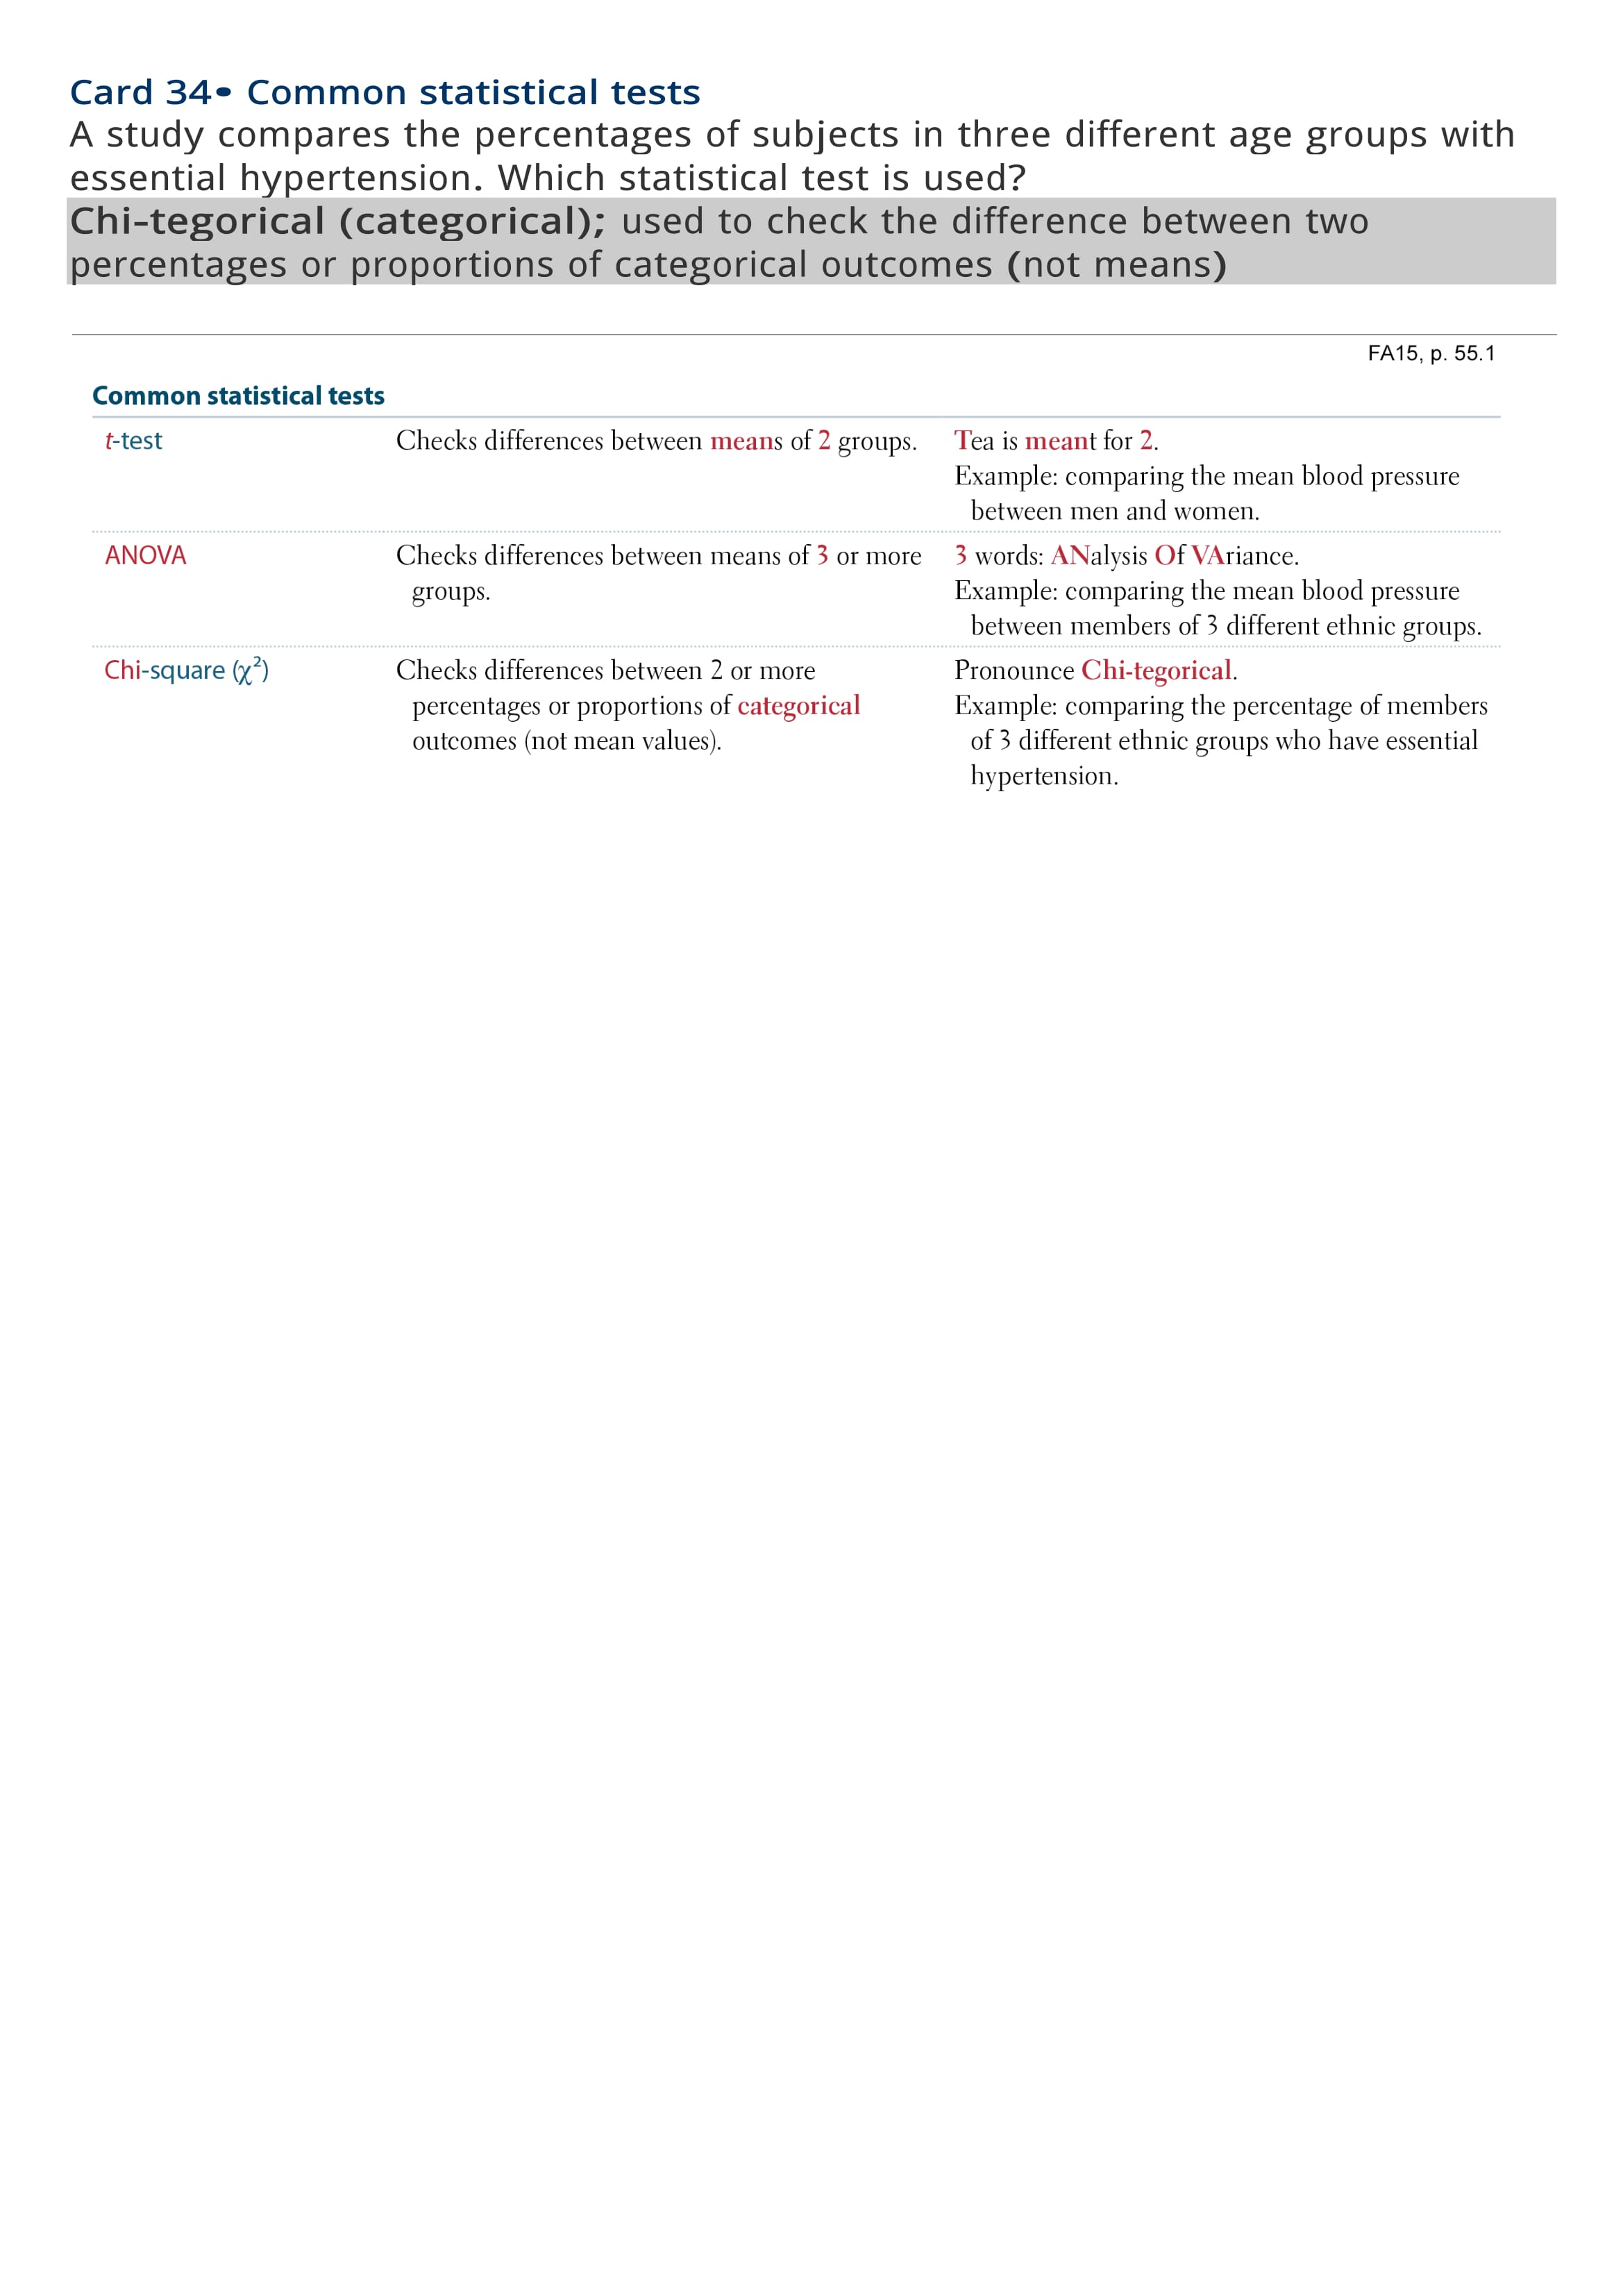 Card 34• Common statistical tests
A study compares the percentages of subjects in three different age groups with
essential hypertension. Which statistical test is used?
Chi-tegorical (categorical); used to check the difference between two
percentages or proportions of categorical outcomes (not means)
FA15, p. 55.1
Common statistical tests
t-test
Checks differences between means of 2 groups.
Tea is meant for 2.
Example: comparing the mean blood pressure
between men and women.
ANOVA
Checks differences between means of 3 or more
groups.
3 words: ANalysis Of VAriance.
Example: comparing the mean blood pressure
between members of 3 different ethnic groups.
Chi-square (χ²)
Checks differences between 2 or more
percentages or proportions of categorical
outcomes (not mean values).
Pronounce Chi-tegorical.
Example: comparing the percentage of members
of 3 different ethnic groups who have essential
hypertension.